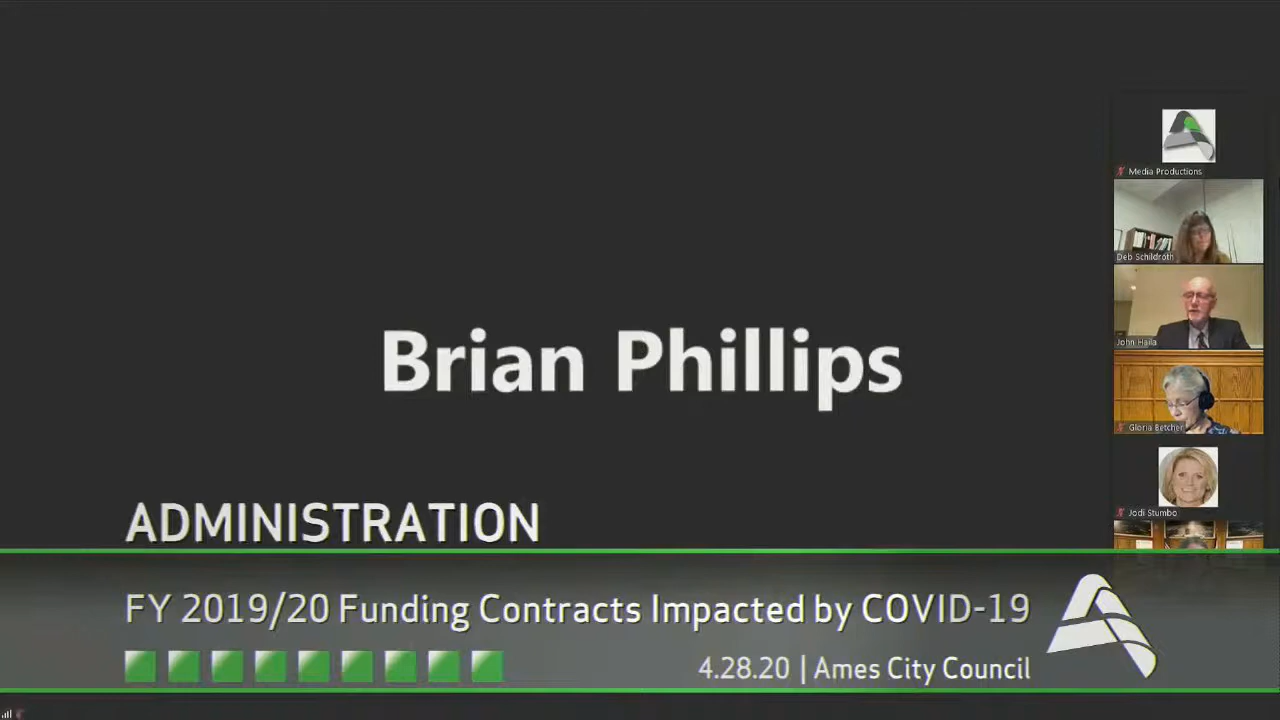 Media Productions
Deb Schildroth
John Haila
Gloria Betcher
Jodi Stumbo
Brian Phillips
ADMINISTRATION
FY 2019/20 Funding Contracts Impacted by COVID-19
4.28.20 | Ames City Council